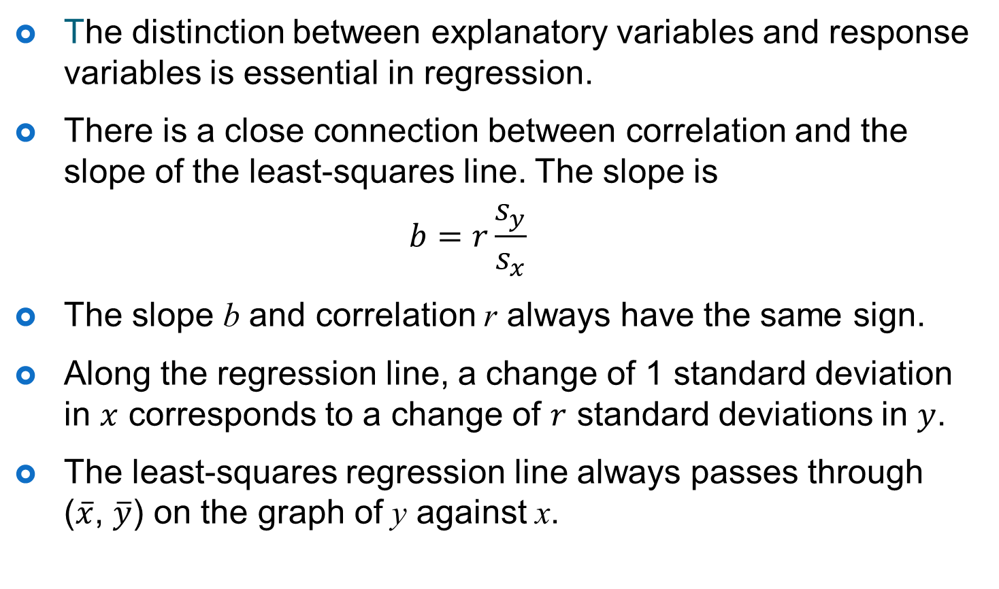 The distinction between explanatory variables and response
variables is essential in regression.
There is a close connection between correlation and the
slope of the least-squares line. The slope is
b = r s_y / s_x
The slope b and correlation r always have the same sign.
Along the regression line, a change of 1 standard deviation
in x corresponds to a change of r standard deviations in y.
The least-squares regression line always passes through
(x̄, ȳ) on the graph of y against x.